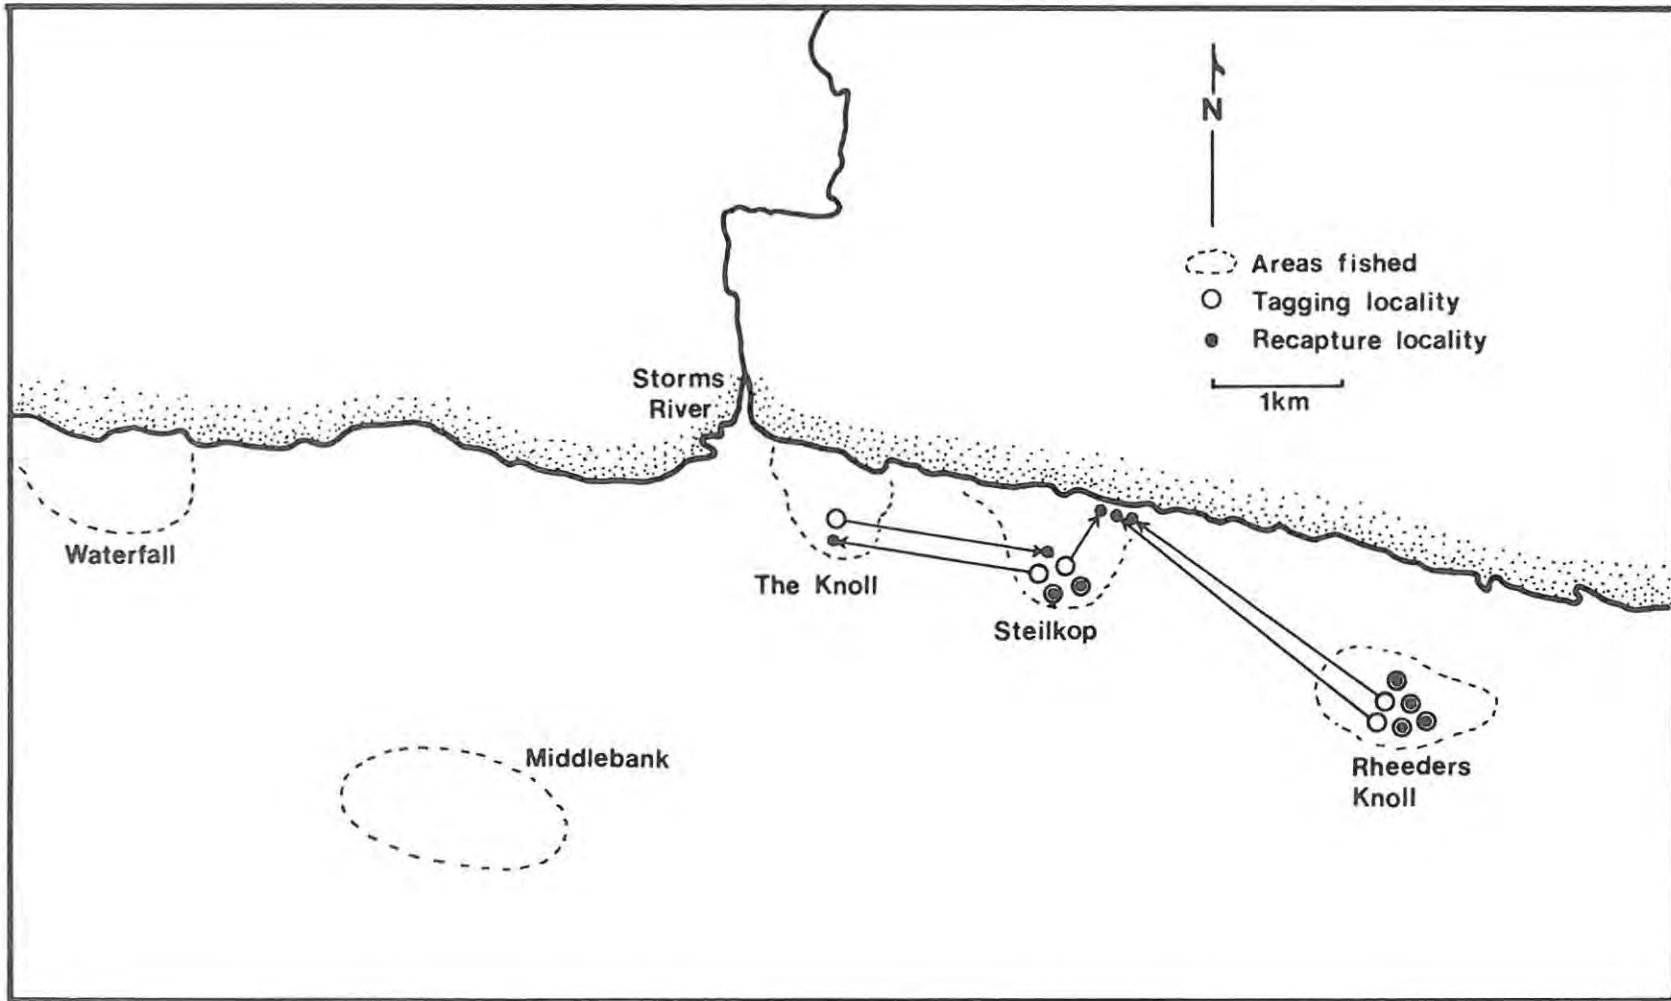 N
Areas fished
Tagging locality
Recapture locality
1km
Storms
River
Waterfall
The Knoll
Steilkop
Middlebank
Rheeders
Knoll